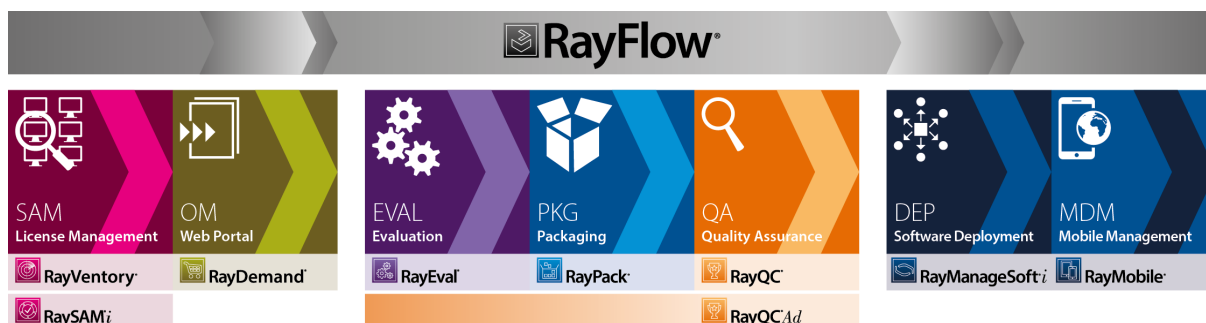 RayFlow®
SAM
License Management
OM
Web Portal
EVAL
Evaluation
PKG
Packaging
QA
Quality Assurance
DEP
Software Deployment
MDM
Mobile Management
RayVentory
RayDemand
RayEval
RayPack
RayQC
RayManageSoft i
RayMobile
RaySAM i
RayQC Ad